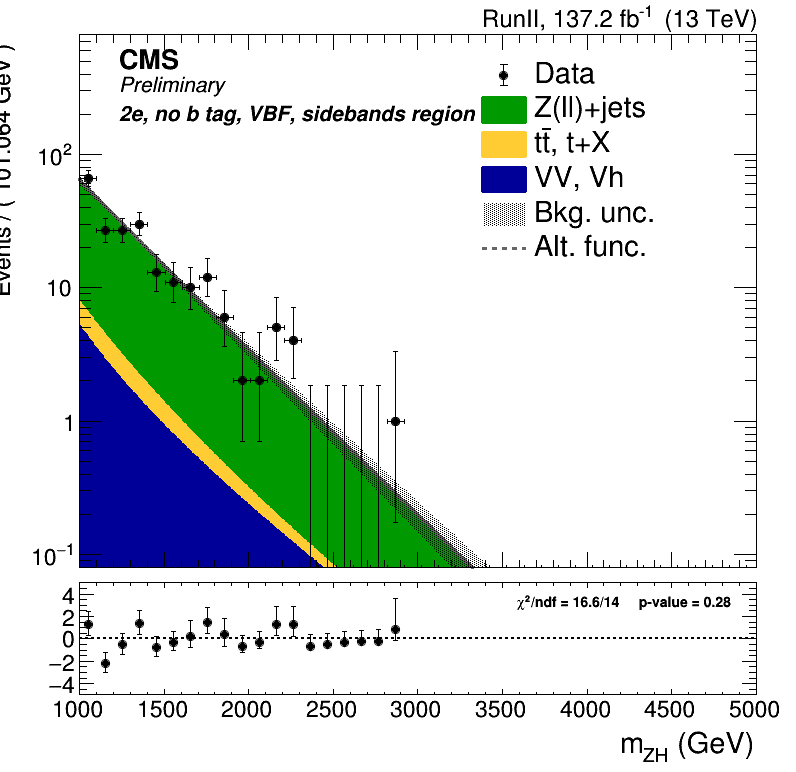 RunII, 137.2 fb⁻¹ (13 TeV)
CMS
Preliminary
2e, no b tag, VBF, sidebands region
Data
Z(ll)+jets
tt̄, t+X
VV, Vh
Bkg. unc.
Alt. func.
Events / ( 101.064 GeV )
10²
10
1
10⁻¹
χ²/ndf = 16.6/14 p-value = 0.28
4
2
0
−2
−4
1000 1500 2000 2500 3000 3500 4000 4500 5000
m_ZH (GeV)